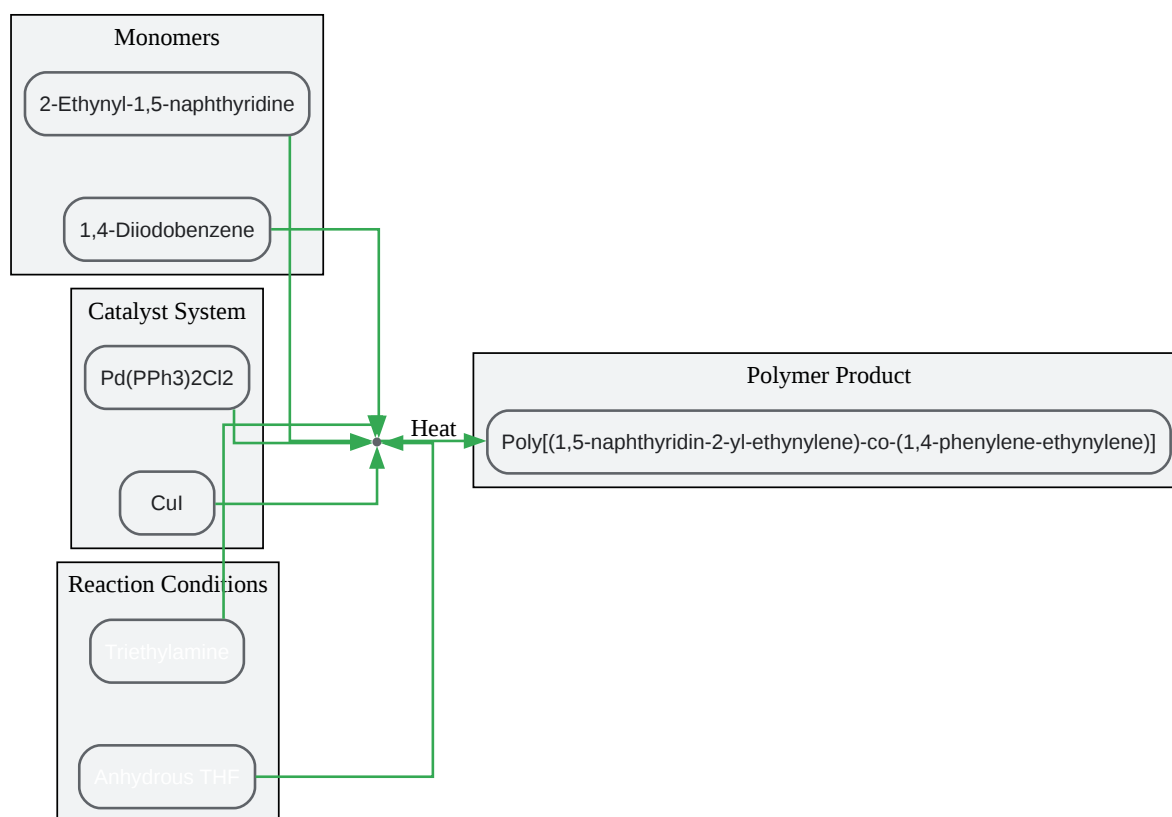 Monomers
2-Ethynyl-1,5-naphthyridine
1,4-Diiodobenzene
Catalyst System
Pd(PPh3)2Cl2
CuI
Reaction Conditions
Triethylamine
Anhydrous THF
Heat
Polymer Product
Poly[(1,5-naphthyridin-2-yl-ethynylene)-co-(1,4-phenylene-ethynylene)]